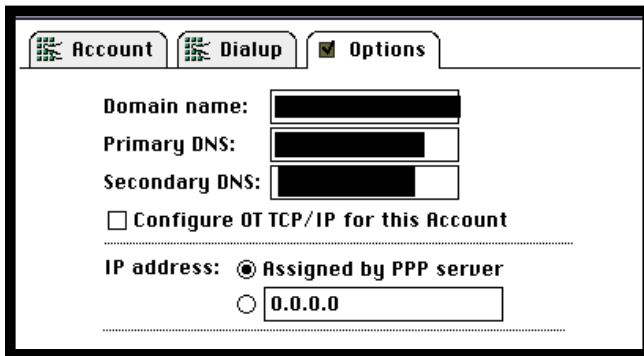 Account Dialup Options
Domain name:
Primary DNS:
Secondary DNS:
Configure OT TCP/IP for this Account
IP address: Assigned by PPP server
0.0.0.0